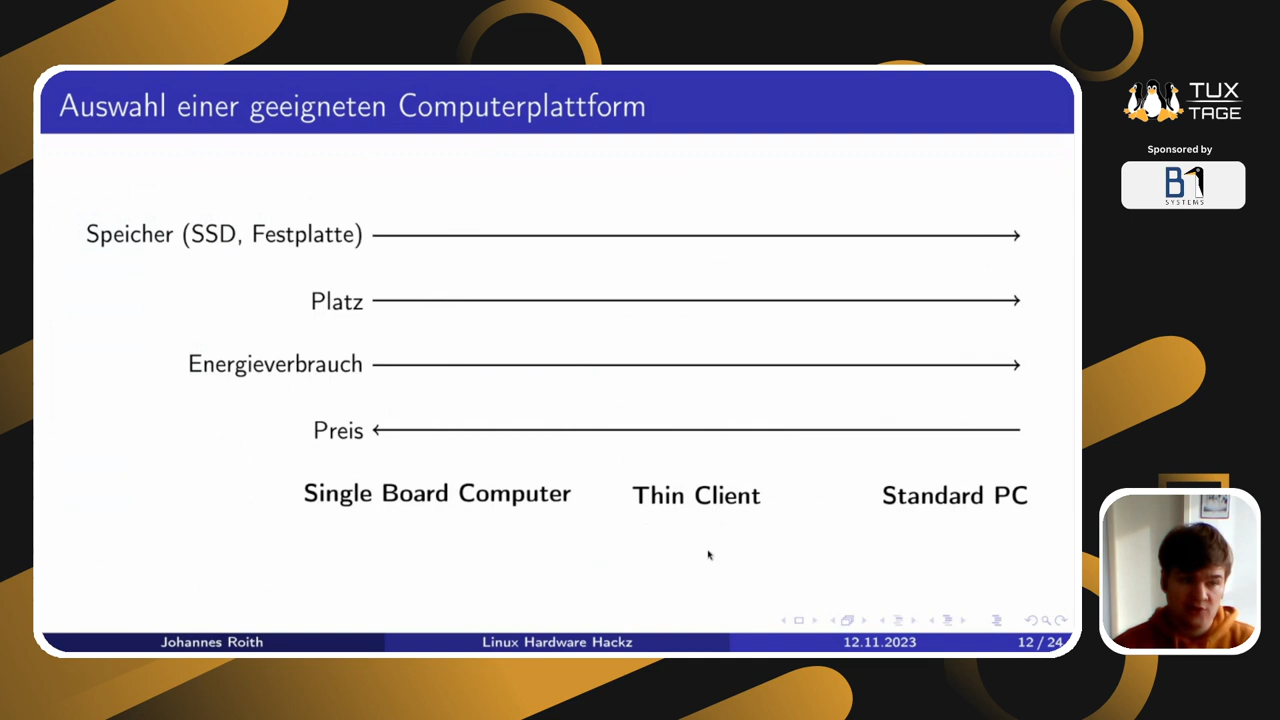 Auswahl einer geeigneten Computerplattform
TUX
TAGE
Sponsored by
B1
SYSTEMS
Speicher (SSD, Festplatte)
Platz
Energieverbrauch
Preis
Single Board Computer
Thin Client
Standard PC
Johannes Roith
Linux Hardware Hackz
12.11.2023
12 / 24